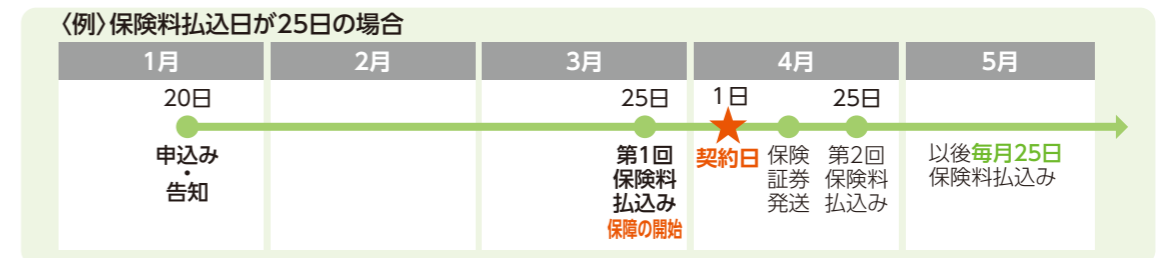 〈例〉保険料払込日が25日の場合
1月
2月
3月
4月
5月
20日
25日
1日
25日
申込み
・
告知
第1回
保険料
払込み
保障の開始
契約日
保険
証券
発送
第2回
保険料
払込み
以後毎月25日
保険料払込み